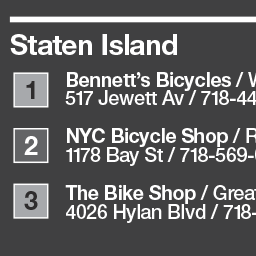 Staten Island
1 Bennett's Bicycles /
517 Jewett Av / 718-44
2 NYC Bicycle Shop / R
1178 Bay St / 718-569-
3 The Bike Shop / Great
4026 Hylan Blvd / 718-